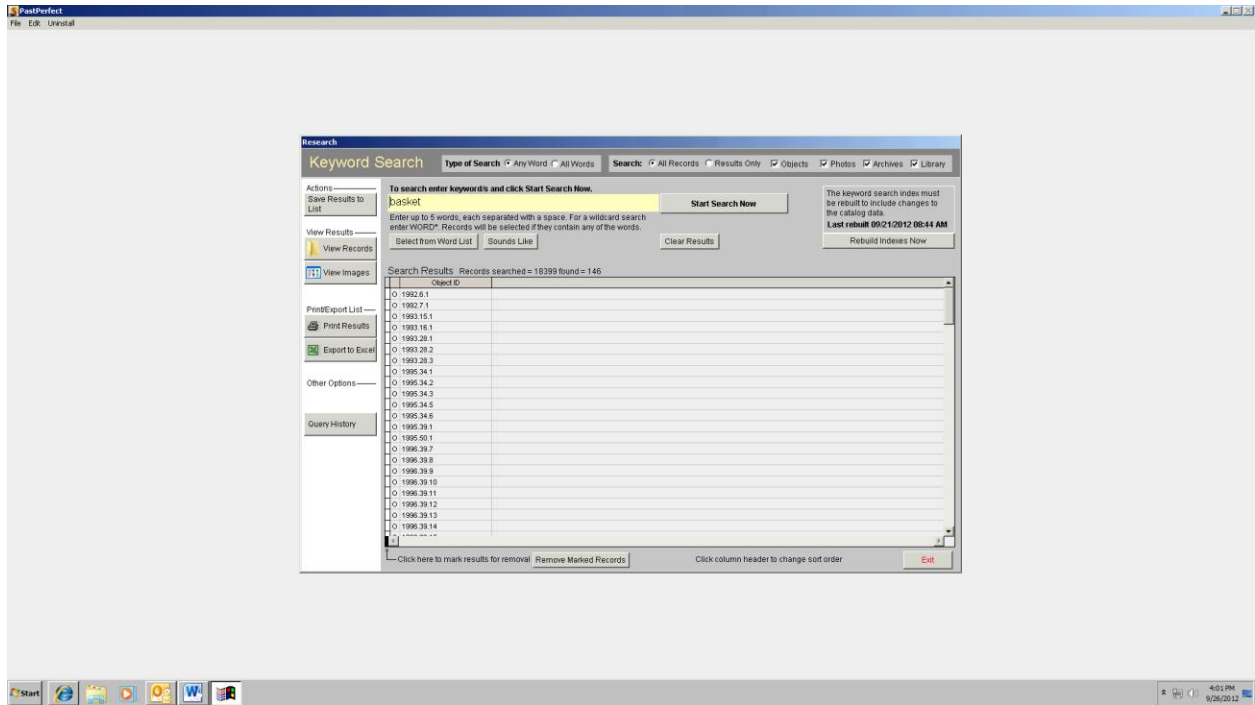 PastPerfect
File Edit Uninstall
Research
Keyword Search Type of Search Any Word All Words Search: All Records Results Only Objects Photos Archives Library
Actions
Save Results to
List
View Results
View Records
View Images
Print/Export List
Print Results
Export to Excel
Other Options
Query History
To search enter keyword/s and click Start Search Now.
basket
Start Search Now
Enter up to 5 words, each separated with a space. For a wildcard search
enter WORD*. Records will be selected if they contain any of the words.
Select from Word List Sounds Like Clear Results
The keyword search index must
be rebuilt to include changes to
the catalog data.
Last rebuilt 09/21/2012 08:44 AM
Rebuild Indexes Now
Search Results Records searched = 18399 found = 146
Object ID
O 1992.6.1
O 1992.7.1
O 1993.15.1
O 1993.16.1
O 1993.28.1
O 1993.28.2
O 1993.28.3
O 1995.34.1
O 1995.34.2
O 1995.34.3
O 1995.34.5
O 1995.34.6
O 1995.39.1
O 1995.50.1
O 1996.39.7
O 1996.39.8
O 1996.39.9
O 1996.39.10
O 1996.39.11
O 1996.39.12
O 1996.39.13
O 1996.39.14
Click here to mark results for removal Remove Marked Records Click column header to change sort order Exit
Start
4:01 PM
9/26/2012